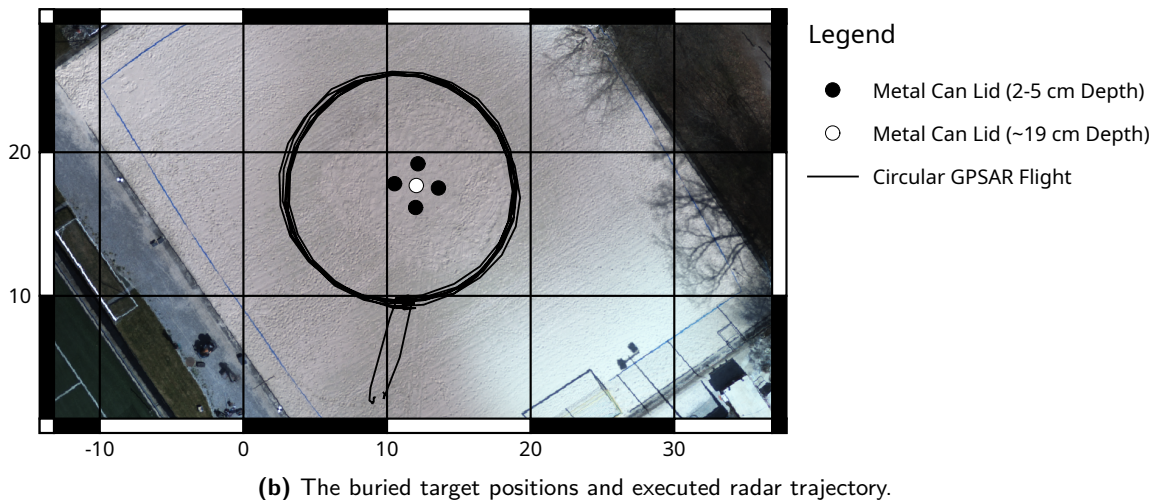 Legend
Metal Can Lid (2-5 cm Depth)
Metal Can Lid (~19 cm Depth)
Circular GPSAR Flight
20
10
-10 0 10 20 30
(b) The buried target positions and executed radar trajectory.